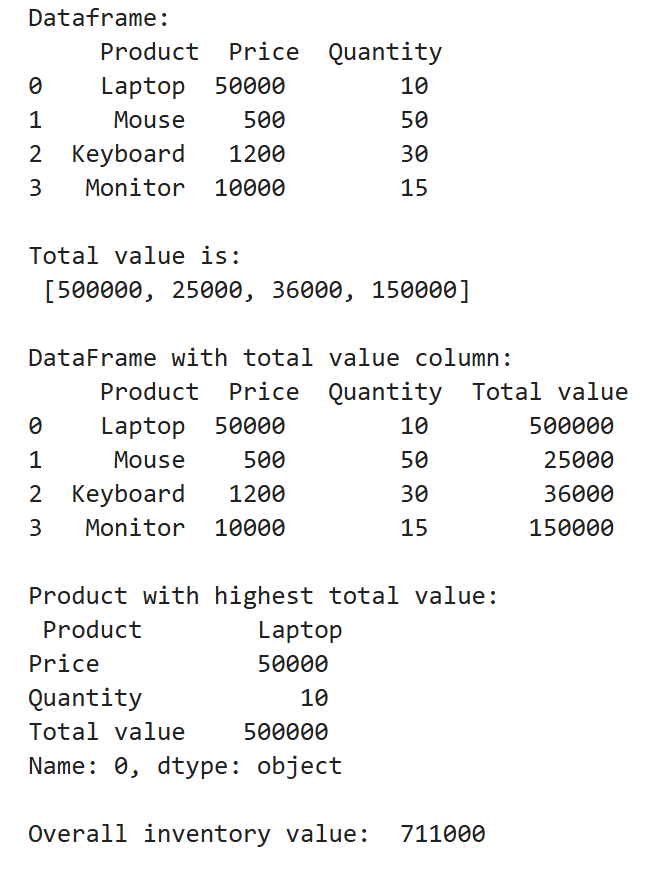 Dataframe:
     Product  Price  Quantity
0     Laptop  50000        10
1      Mouse    500        50
2   Keyboard   1200        30
3    Monitor  10000        15

Total value is:
 [500000, 25000, 36000, 150000]

DataFrame with total value column:
     Product  Price  Quantity  Total value
0     Laptop  50000        10       500000
1      Mouse    500        50        25000
2   Keyboard   1200        30        36000
3    Monitor  10000        15       150000

Product with highest total value:
 Product        Laptop
Price           50000
Quantity           10
Total value    500000
Name: 0, dtype: object

Overall inventory value:  711000